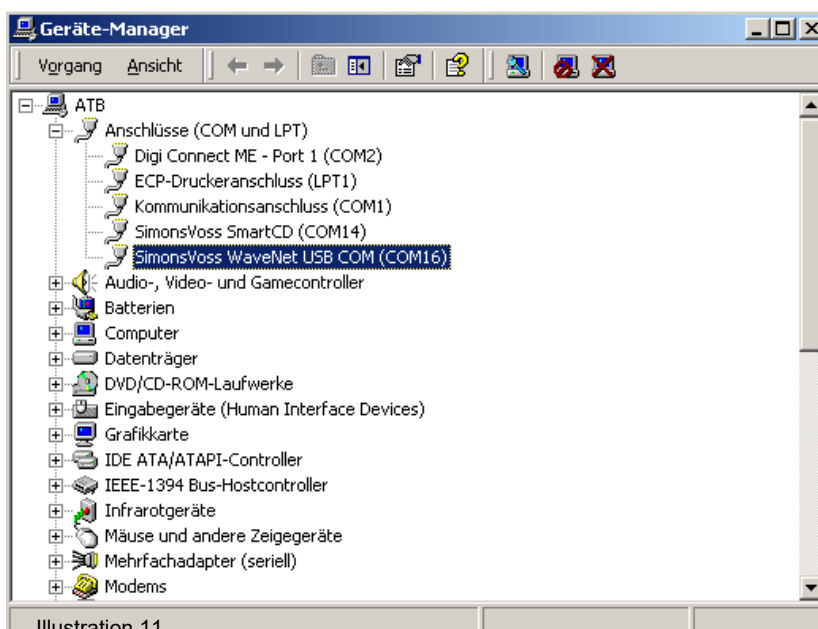 Geräte-Manager
Vorgang Ansicht
ATB
Anschlüsse (COM und LPT)
Digi Connect ME - Port 1 (COM2)
ECP-Druckeranschluss (LPT1)
Kommunikationsanschluss (COM1)
SimonsVoss SmartCD (COM14)
SimonsVoss WaveNet USB COM (COM16)
Audio-, Video- und Gamecontroller
Batterien
Computer
Datenträger
DVD/CD-ROM-Laufwerke
Eingabegeräte (Human Interface Devices)
Grafikkarte
IDE ATA/ATAPI-Controller
IEEE-1394 Bus-Hostcontroller
Infrarotgeräte
Mäuse und andere Zeigegeräte
Mehrfachadapter (seriell)
Modems
Illustration 11